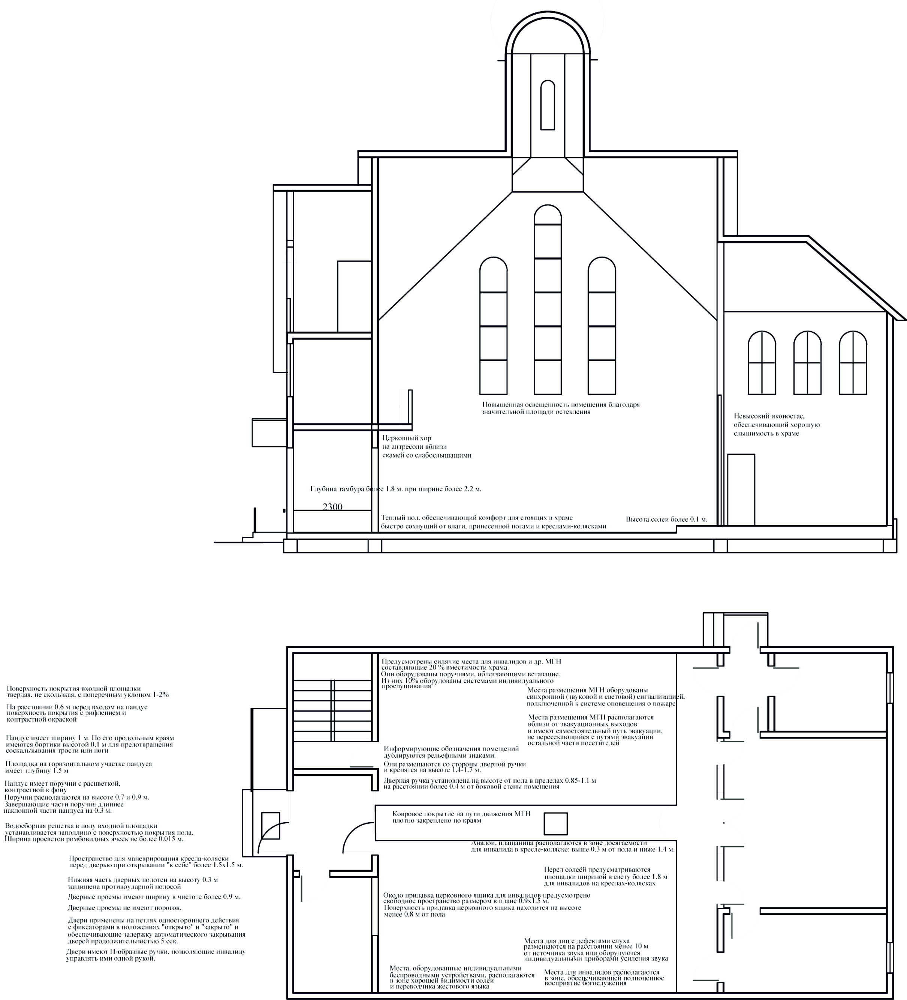 Повышенная освещенность помещения благодаря
значительной площади остекления
Невысокий иконостас,
обеспечивающий хорошую
слышимость в храме
Церковный хор
на антресоли вблизи
скамей со слабослышащими
Глубина тамбура более 1.8 м. при ширине более 2.2 м.
2300
Теплый пол, обеспечивающий комфорт для стоящих в храме
быстро сохнущий от влаги, принесенной ногами и креслами-колясками
Высота солеи более 0.1 м.
Предусмотрены сидячие места для инвалидов и др. МГН
составляющие 20 % вместимости храма.
Они оборудованы поручнями, облегчающими вставание.
Из них 10% оборудованы системами индивидуального
прослушивания
Места размещения МГН оборудованы
синхронной (звуковой и световой) сигнализацией,
подключенной к системе оповещения о пожаре
Места размещения МГН располагаются
вблизи от эвакуационных выходов
и имеют самостоятельный путь эвакуации,
не пересекающийся с путями эвакуации
остальной части посетителей
Информирующие обозначения помещений
дублируются рельефными знаками.
Они размещаются со стороны дверной ручки
и крепятся на высоте 1.4-1.7 м.
Дверная ручка установлена на высоте от пола в пределах 0.85-1.1 м
на расстоянии более 0.4 м от боковой стены помещения
Ковровое покрытие на пути движения МГН
плотно закреплено по краям
Аналои, плащаница располагаются в зоне досягаемости
для инвалида в кресле-коляске: выше 0.3 м от пола и ниже 1.4 м.
Перед солеёй предусматриваются
площадки шириной в свету более 1.8 м
для инвалидов на креслах-колясках
Около прилавка церковного ящика для инвалидов предусмотрено
свободное пространство размером в плане 0.9х1.5 м.
Поверхность прилавка церковного ящика находится на высоте
менее 0.8 м от пола
Места для лиц с дефектами слуха
размещаются на расстоянии менее 10 м
от источника звука или оборудуются
индивидуальными приборами усиления звука
Места, оборудованные индивидуальными
беспроводными устройствами, располагаются
в зоне хорошей видимости солеи
и переводчика жестового языка
Места для инвалидов располагаются
в зоне, обеспечивающей полноценное
восприятие богослужения
Поверхность покрытия входной площадки
твердая, не скользкая, с поперечным уклоном 1-2%
На расстоянии 0.6 м перед входом на пандус
поверхность покрытия с рифлением и
контрастной окраской
Пандус имеет ширину 1 м. По его продольным краям
имеются бортики высотой 0.1 м для предотвращения
соскальзывания трости или ноги
Площадка на горизонтальном участке пандуса
имеет глубину 1.5 м
Пандус имеет поручни с расцветкой,
контрастной к фону
Поручни располагаются на высоте 0.7 и 0.9 м.
Завершающие части поручня длиннее
наклонной части пандуса на 0.3 м.
Водосборная решетка в полу входной площадки
устанавливается заподлицо с поверхностью покрытия пола.
Ширина просветов ромбовидных ячеек не более 0.015 м.
Пространство для маневрирования кресла-коляски
перед дверью при открывании "к себе" более 1.5х1.5 м.
Нижняя часть дверных полотен на высоту 0.3 м
защищена противоударной полосой
Дверные проемы имеют ширину в чистоте более 0.9 м.
Дверные проемы не имеют порогов.
Двери применены на петлях одностороннего действия
с фиксаторами в положениях "открыто" и "закрыто" и
обеспечивающие задержку автоматического закрывания
дверей продолжительностью 5 сек.
Двери имеют П-образные ручки, позволяющие инвалиду
управлять ими одной рукой.